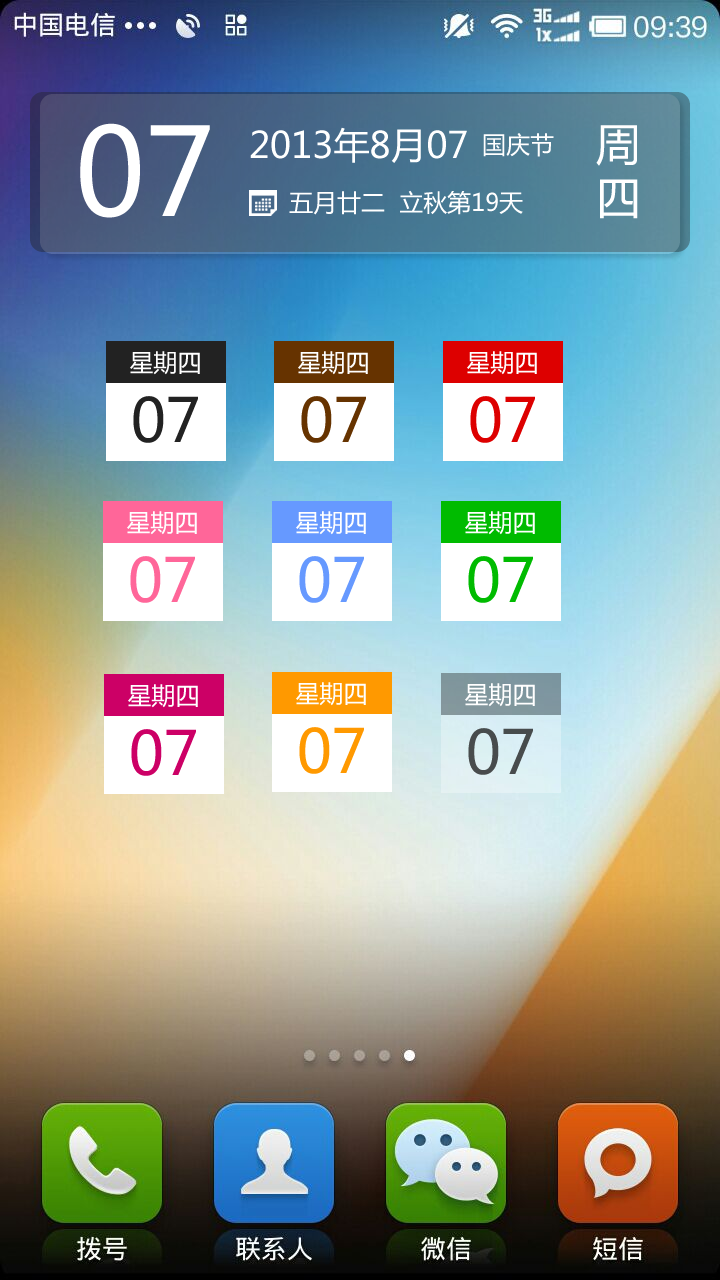 中国电信 ••• 3G 1x 09:39
07 2013年8月07 国庆节 周四
五月廿二 立秋第19天
星期四 星期四 星期四
07 07 07
星期四 星期四 星期四
07 07 07
星期四 星期四 星期四
07 07 07
拨号 联系人 微信 短信